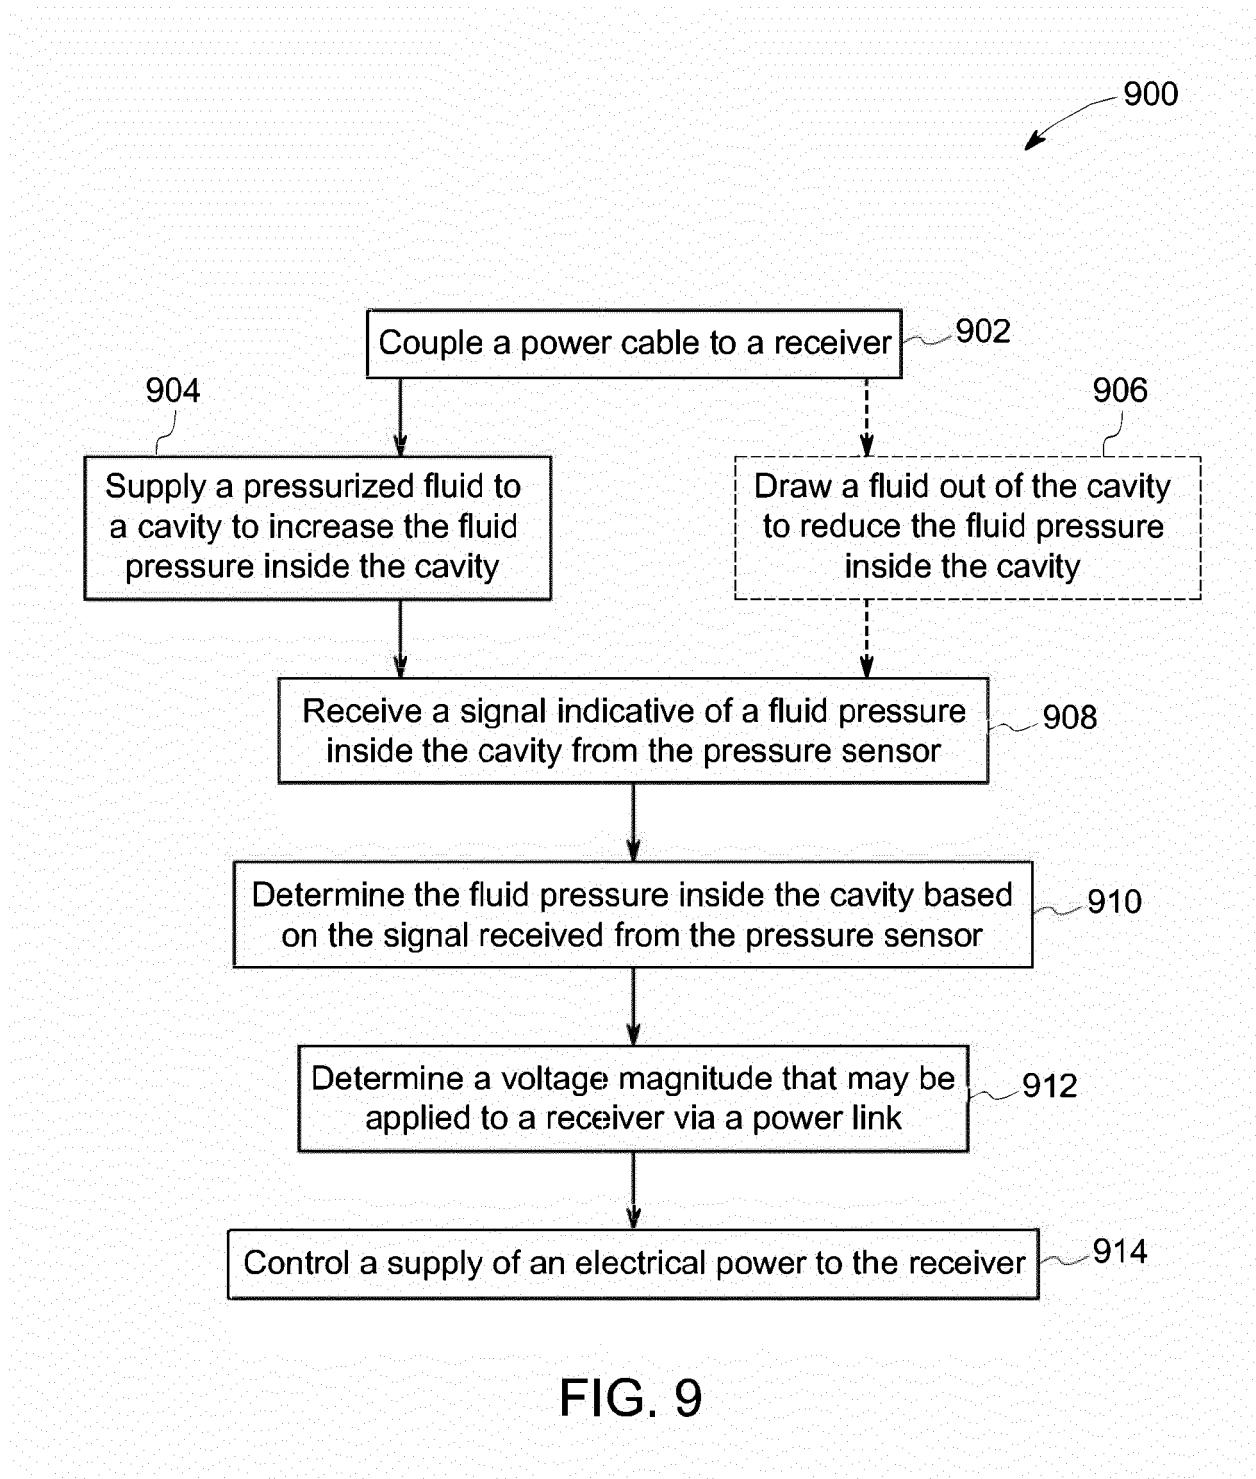 900
Couple a power cable to a receiver
902
904
906
Supply a pressurized fluid to
a cavity to increase the fluid
pressure inside the cavity
Draw a fluid out of the cavity
to reduce the fluid pressure
inside the cavity
Receive a signal indicative of a fluid pressure
inside the cavity from the pressure sensor
908
Determine the fluid pressure inside the cavity based
on the signal received from the pressure sensor
910
Determine a voltage magnitude that may be
applied to a receiver via a power link
912
Control a supply of an electrical power to the receiver
914
FIG. 9